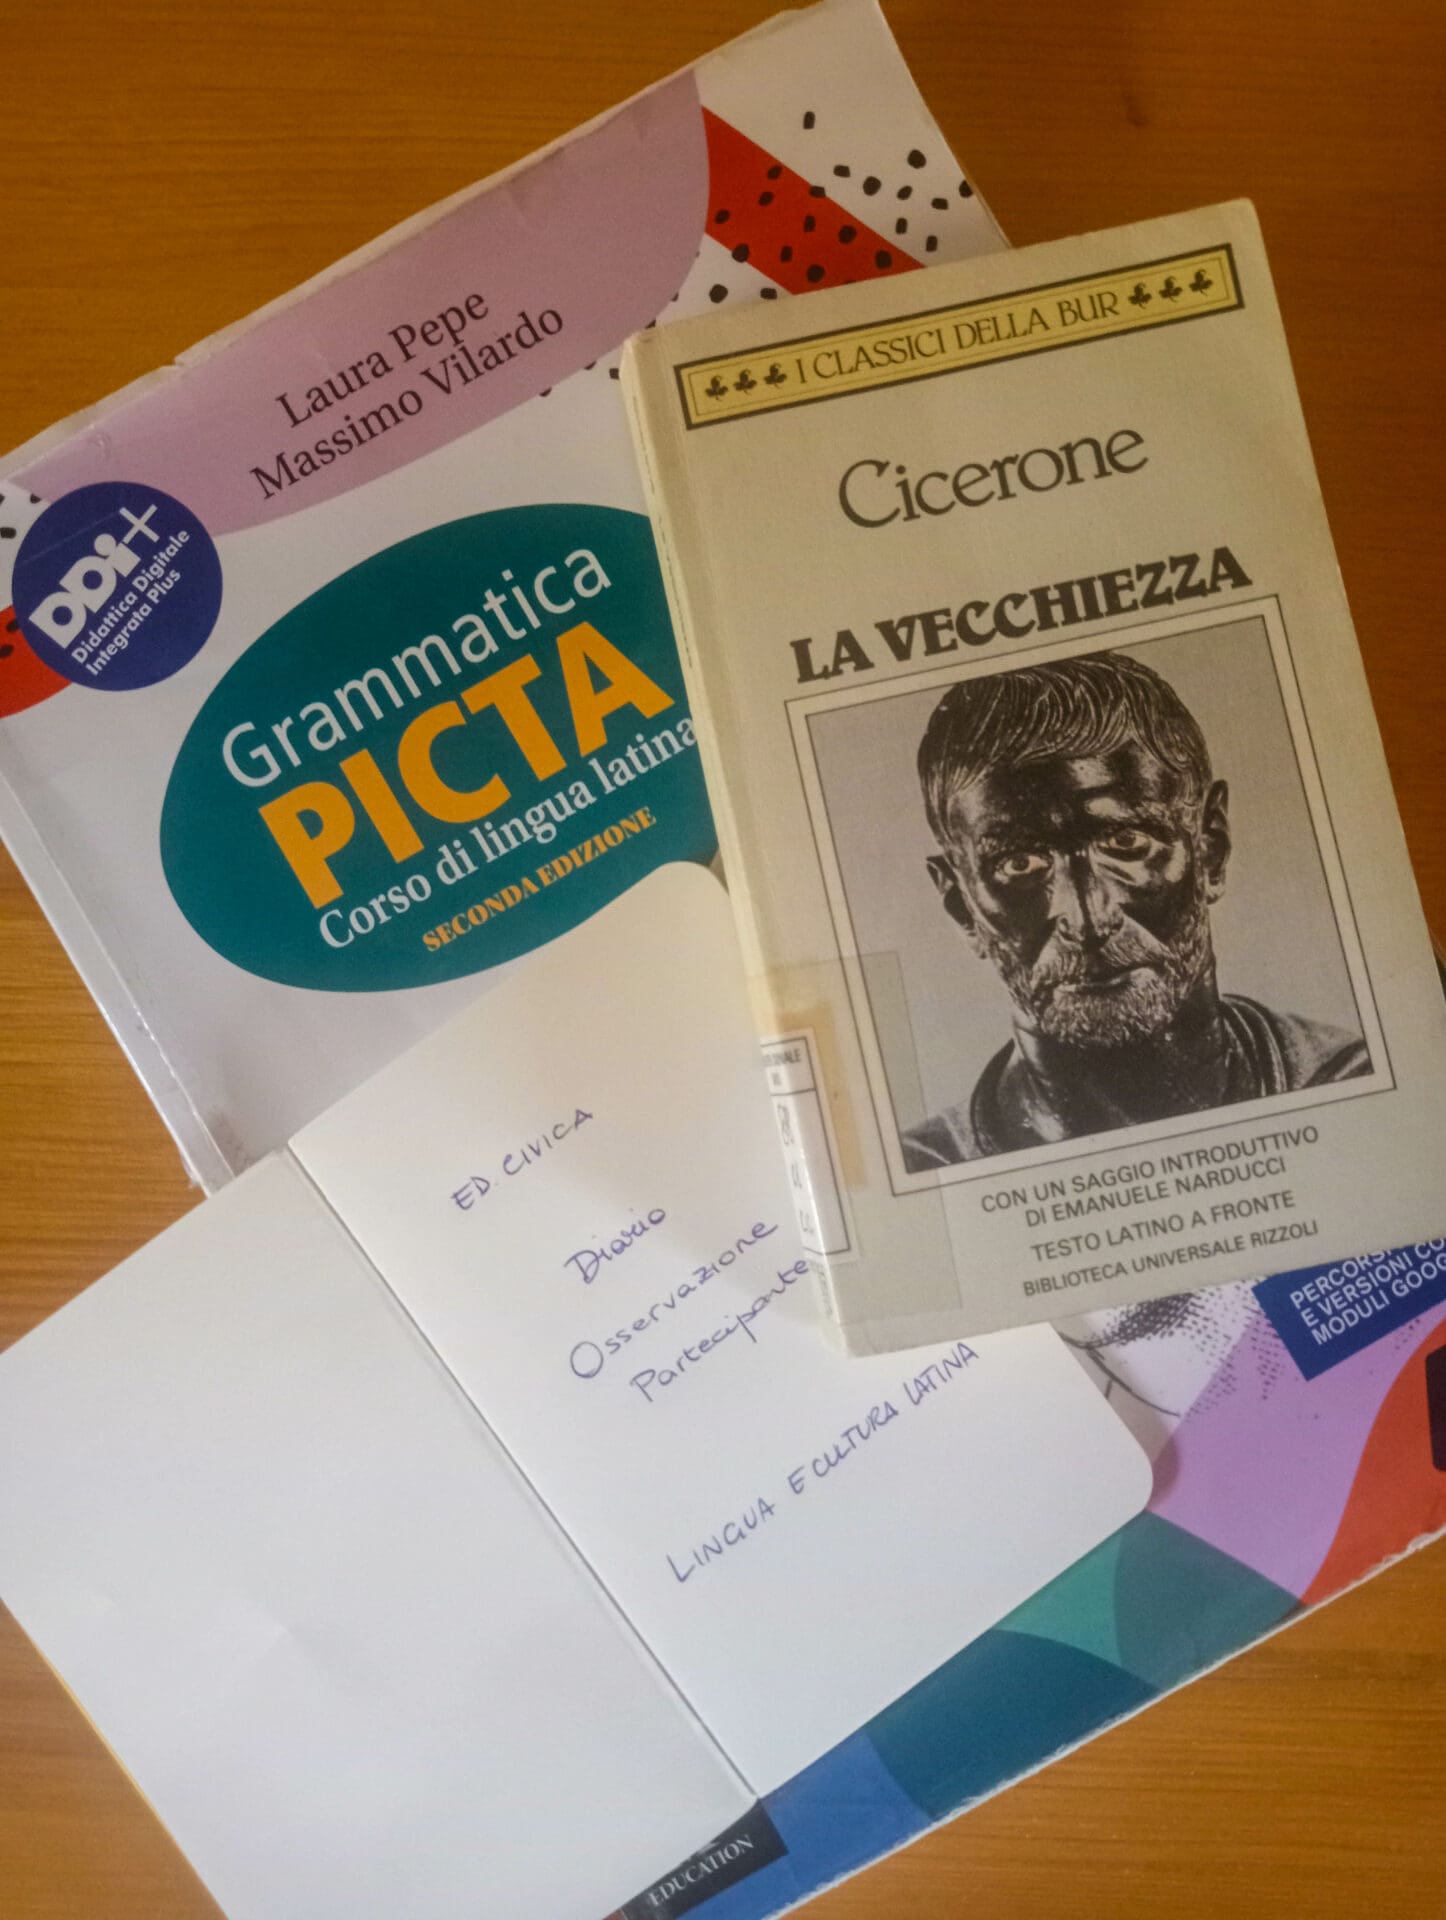 Laura Pepe
Massimo Vilardo
DDI+
Didattica Digitale
Integrata Plus
Grammatica
PICTA
Corso di lingua latina
SECONDA EDIZIONE
I CLASSICI DELLA BUR
Cicerone
LA VECCHIEZZA
CON UN SAGGIO INTRODUTTIVO
DI EMANUELE NARDUCCI
TESTO LATINO A FRONTE
BIBLIOTECA UNIVERSALE RIZZOLI
ED. CIVICA
Diario
Osservazione
Partecipante
LINGUA E CULTURA LATINA
E VERSIONI
MODULI
EDUCATION